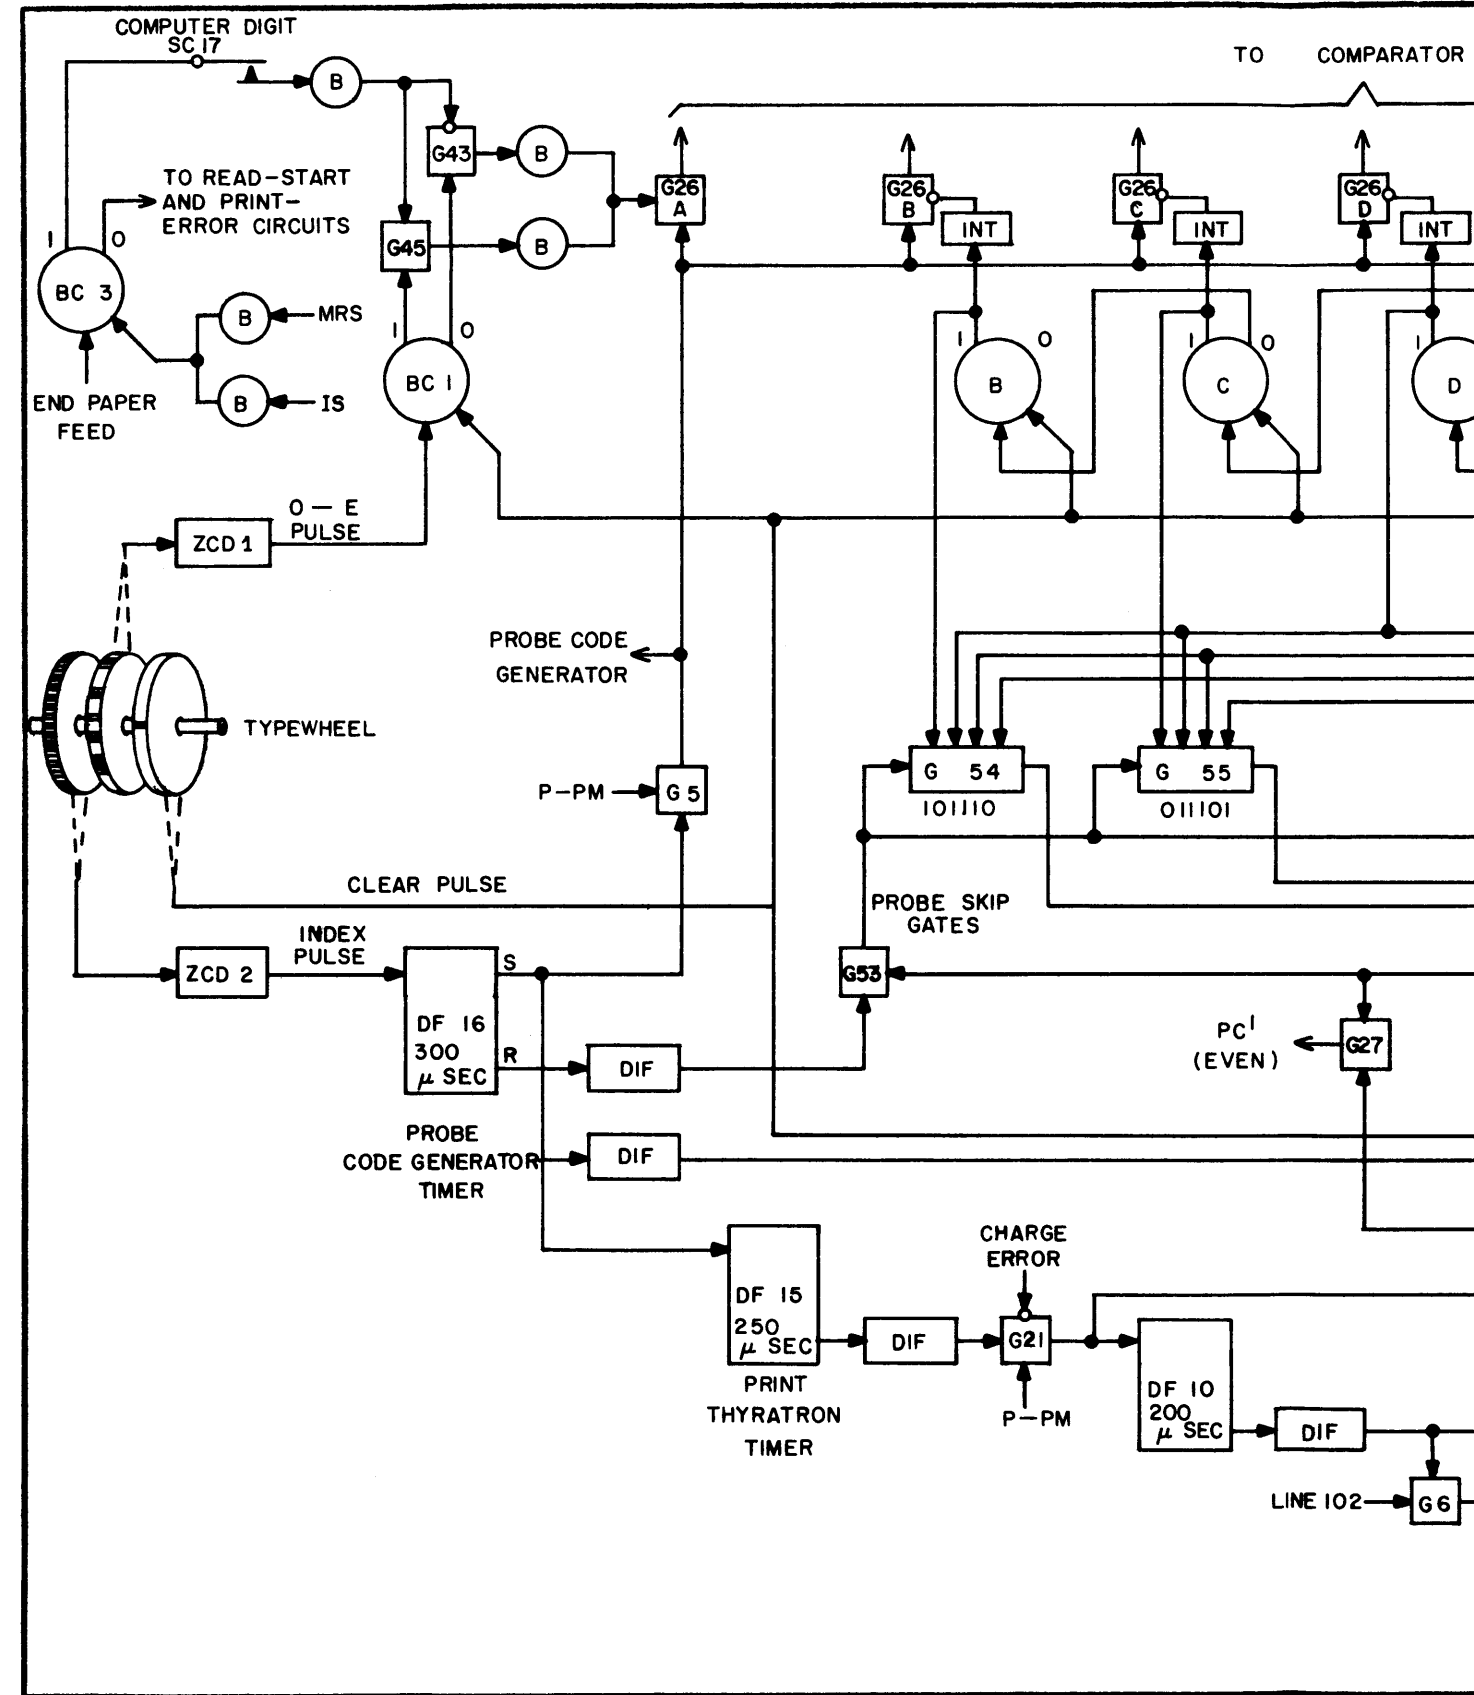 COMPUTER DIGIT
SC 17
B
TO COMPARATOR
G43
B
TO READ-START
AND PRINT-
ERROR CIRCUITS
G26
A
G26
B
G26
C
G26
D
INT
INT
INT
1
0
G45
B
BC 3
B
MRS
1
0
1
0
1
0
1
BC 1
B
C
D
END PAPER
FEED
B
IS
O — E
PULSE
ZCD 1
PROBE CODE
GENERATOR
TYPEWHEEL
P-PM
G 5
G 54
101110
G 55
011101
CLEAR PULSE
PROBE SKIP
GATES
INDEX
PULSE
ZCD 2
S
DF 16
300
μ SEC
R
DIF
G53
PC¹
(EVEN)
G27
PROBE
CODE GENERATOR
TIMER
DIF
CHARGE
ERROR
DF 15
250
μ SEC
DIF
G21
PRINT
THYRATRON
TIMER
P-PM
DF 10
200
μ SEC
DIF
LINE 102
G 6